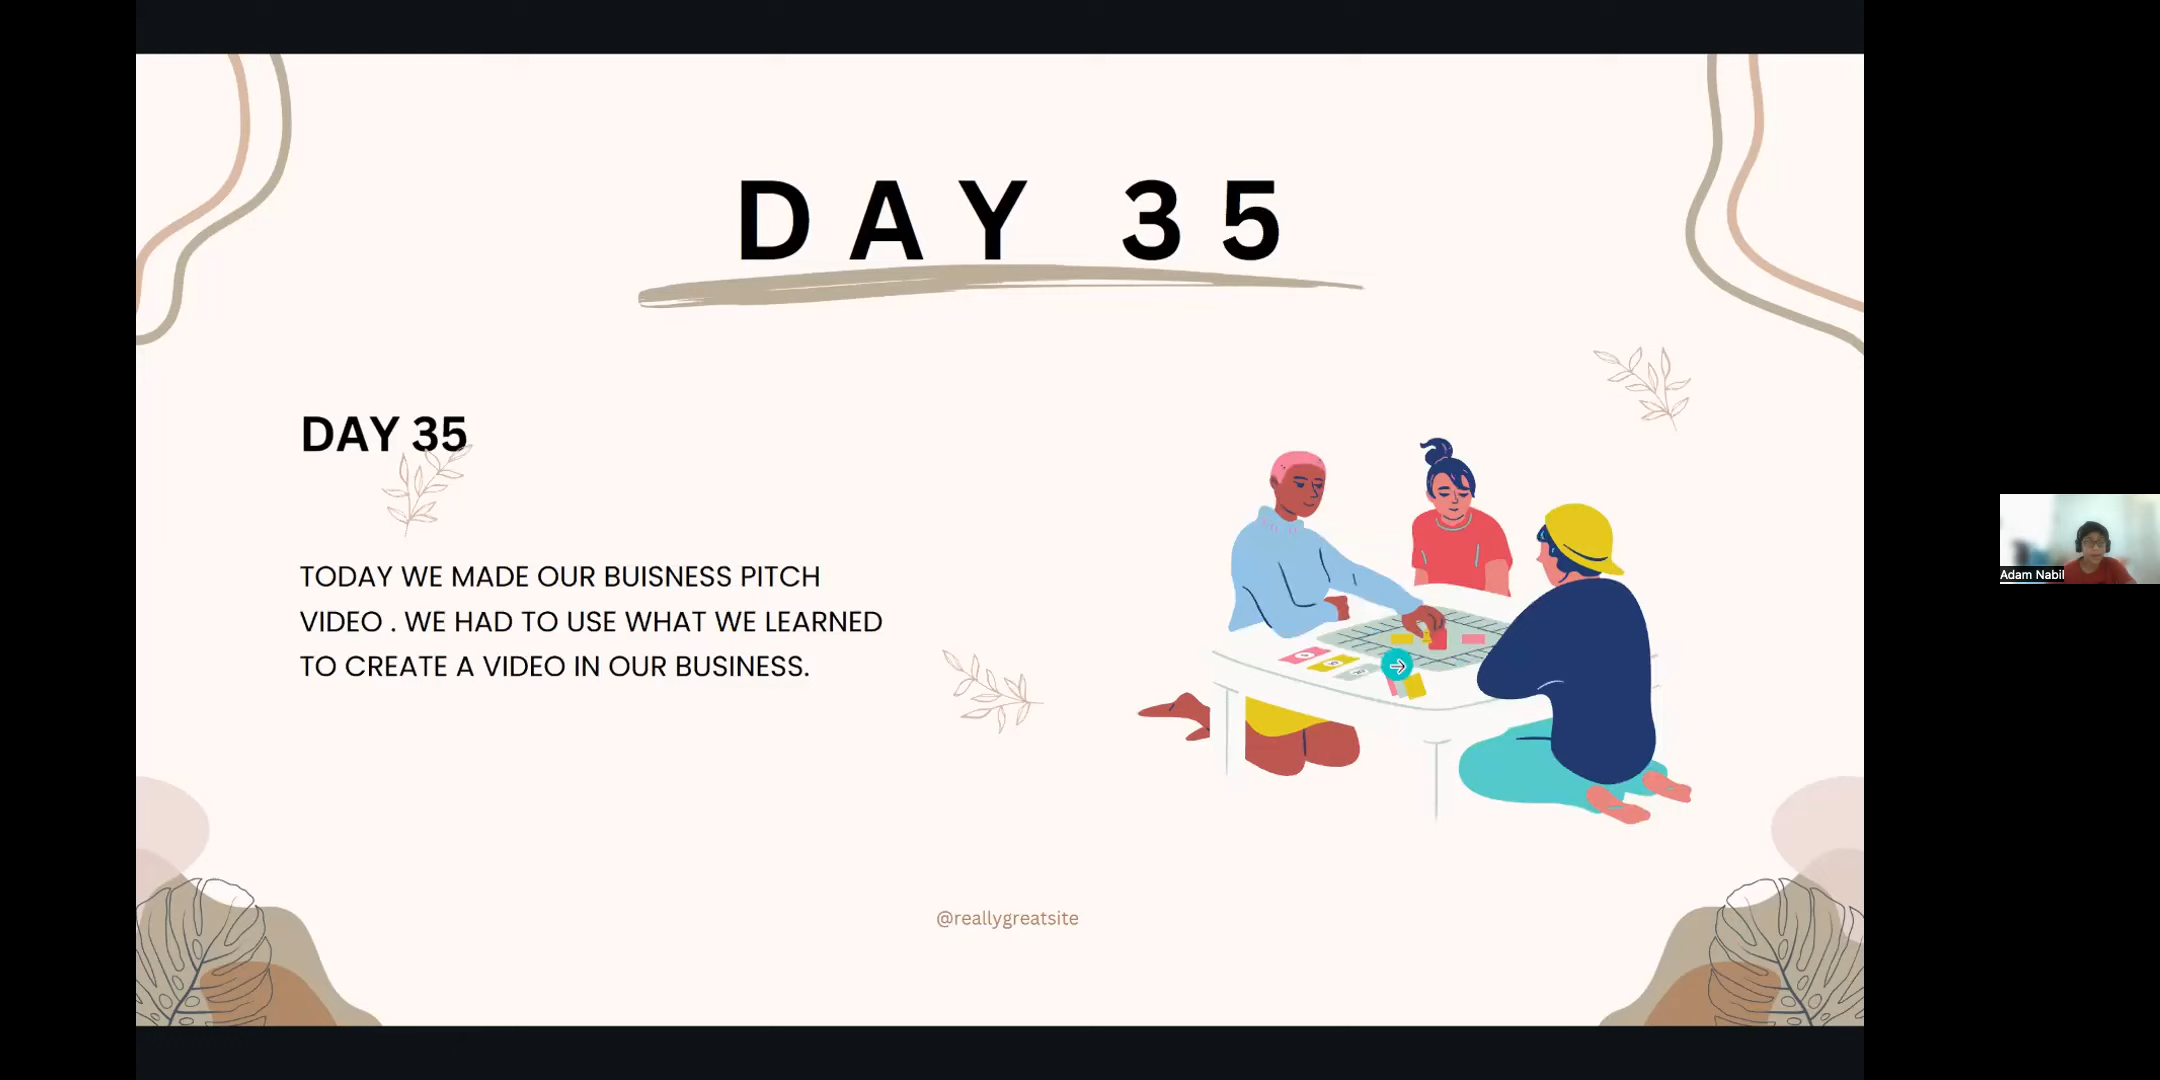 DAY 35
DAY 35
TODAY WE MADE OUR BUISNESS PITCH
VIDEO . WE HAD TO USE WHAT WE LEARNED
TO CREATE A VIDEO IN OUR BUSINESS.
@reallygreatsite
Adam Nabil